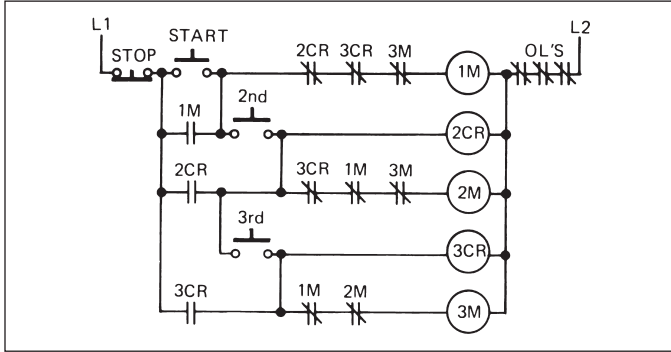 L1 L2
STOP START 2CR 3CR 3M OL'S
1M
1M 2nd
2CR
2CR 3CR 1M 3M
2M
3rd
3CR
3CR 1M 2M
3M